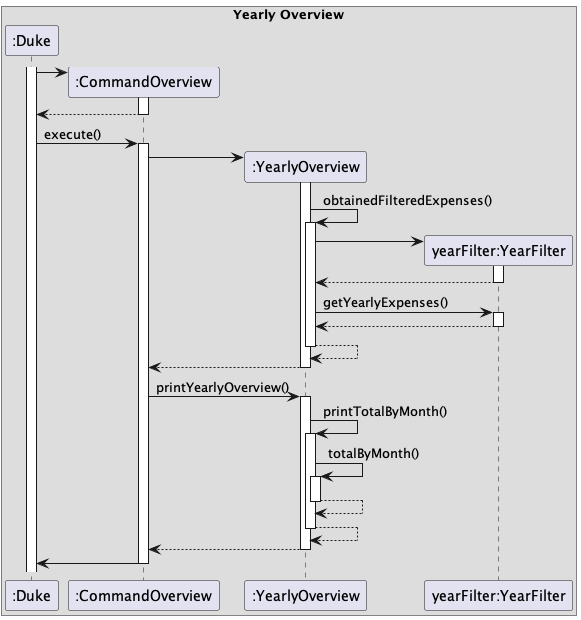 Yearly Overview
:Duke
:CommandOverview
execute()
:YearlyOverview
obtainedFilteredExpenses()
yearFilter:YearFilter
getYearlyExpenses()
printYearlyOverview()
printTotalByMonth()
totalByMonth()
:Duke :CommandOverview :YearlyOverview yearFilter:YearFilter